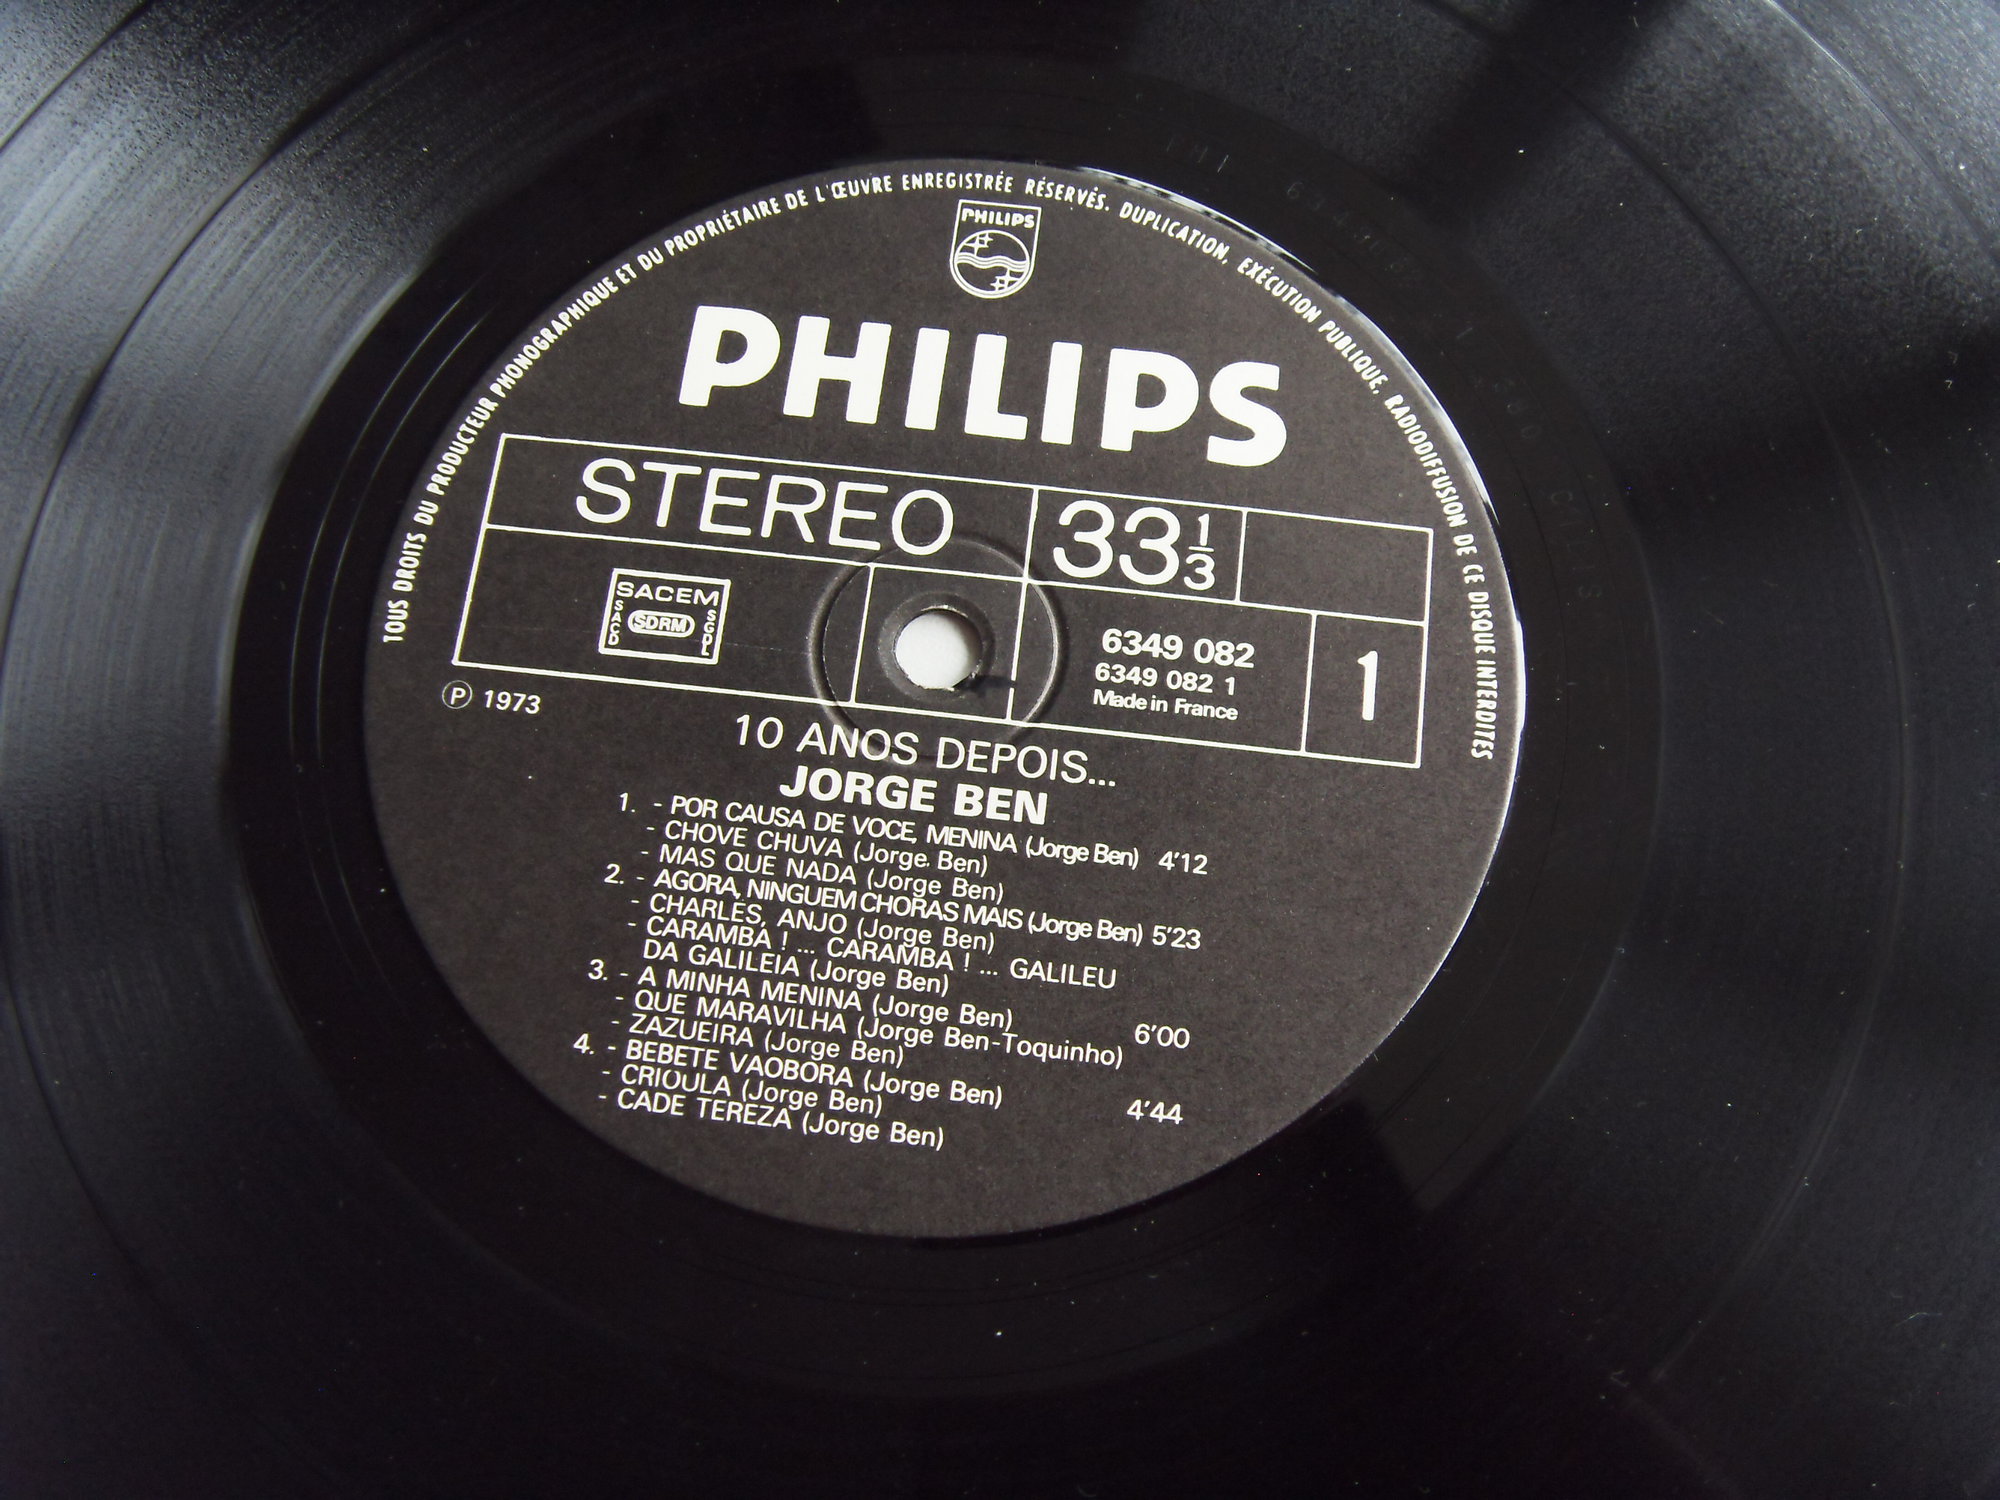 TOUS DROITS DU PRODUCTEUR PHONOGRAPHIQUE ET DU PROPRIÉTAIRE DE L'ŒUVRE ENREGISTRÉE RÉSERVÉS. DUPLICATION, EXÉCUTION PUBLIQUE, RADIODIFFUSION DE CE DISQUE INTERDITES
PHILIPS
PHILIPS
STEREO 33 1/3
SACEM
SACD SDRM SGDL
6349 082
6349 082 1
Made in France
1
℗ 1973
10 ANOS DEPOIS...
JORGE BEN
1. - POR CAUSA DE VOCE, MENINA (Jorge Ben) 4'12
- CHOVE CHUVA (Jorge. Ben)
- MAS QUE NADA (Jorge Ben)
2. - AGORA, NINGUEM CHORAS MAIS (Jorge Ben) 5'23
- CHARLES, ANJO (Jorge Ben)
- CARAMBA ! ... CARAMBA ! ... GALILEU
DA GALILEIA (Jorge Ben)
3. - A MINHA MENINA (Jorge Ben) 6'00
- QUE MARAVILHA (Jorge Ben-Toquinho)
- ZAZUEIRA (Jorge Ben)
4. - BEBETE VAOBORA (Jorge Ben) 4'44
- CRIOULA (Jorge Ben)
- CADE TEREZA (Jorge Ben)